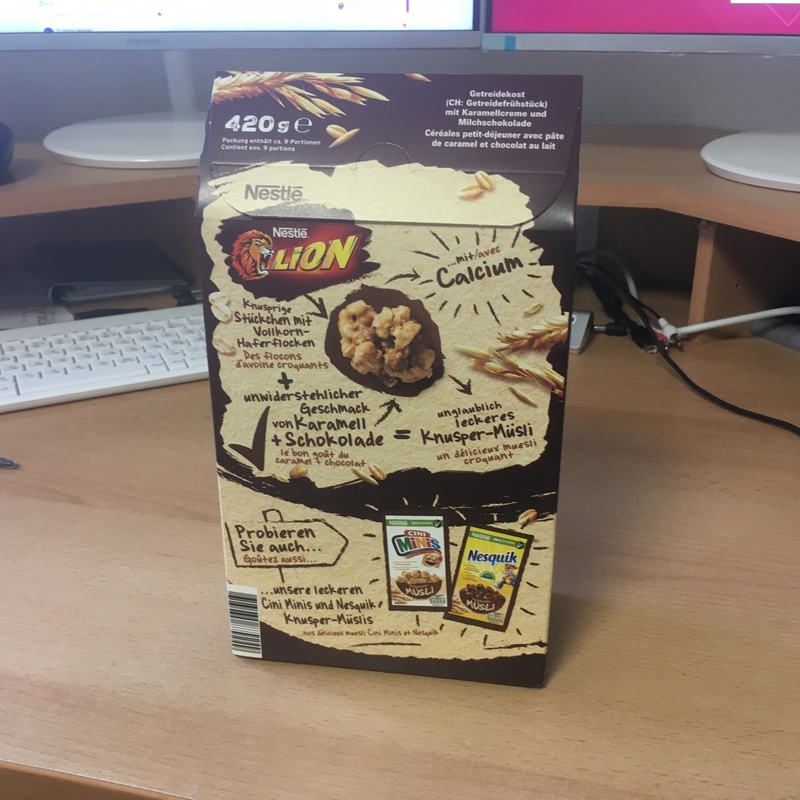 Getreidekost
(CH: Getreidefrühstück)
mit Karamellcreme und
Milchschokolade
Céréales petit-déjeuner avec pâte
de caramel et chocolat au lait
420g e
Packung enthält ca. 9 Portionen
Contient env. 9 portions
Nestlé
Nestlé
LION
...mit/avec
Calcium
Knusprige
Stückchen mit
Vollkorn-
Haferflocken
Des flocons
d'avoine croquants
+
unwiderstehlicher
Geschmack
von Karamell
+ Schokolade
le bon goût du
caramel + chocolat
=
unglaublich
leckeres
Knusper-Müsli
un délicieux muesli
croquant
Probieren
Sie auch...
Goûtez aussi...
...unsere leckeren
Cini Minis und Nesquik
Knusper-Müslis
nos délicieux muesli Cini Minis et Nesquik
CINI
MiNiS
MÜSLI
Nesquik
MÜSLI